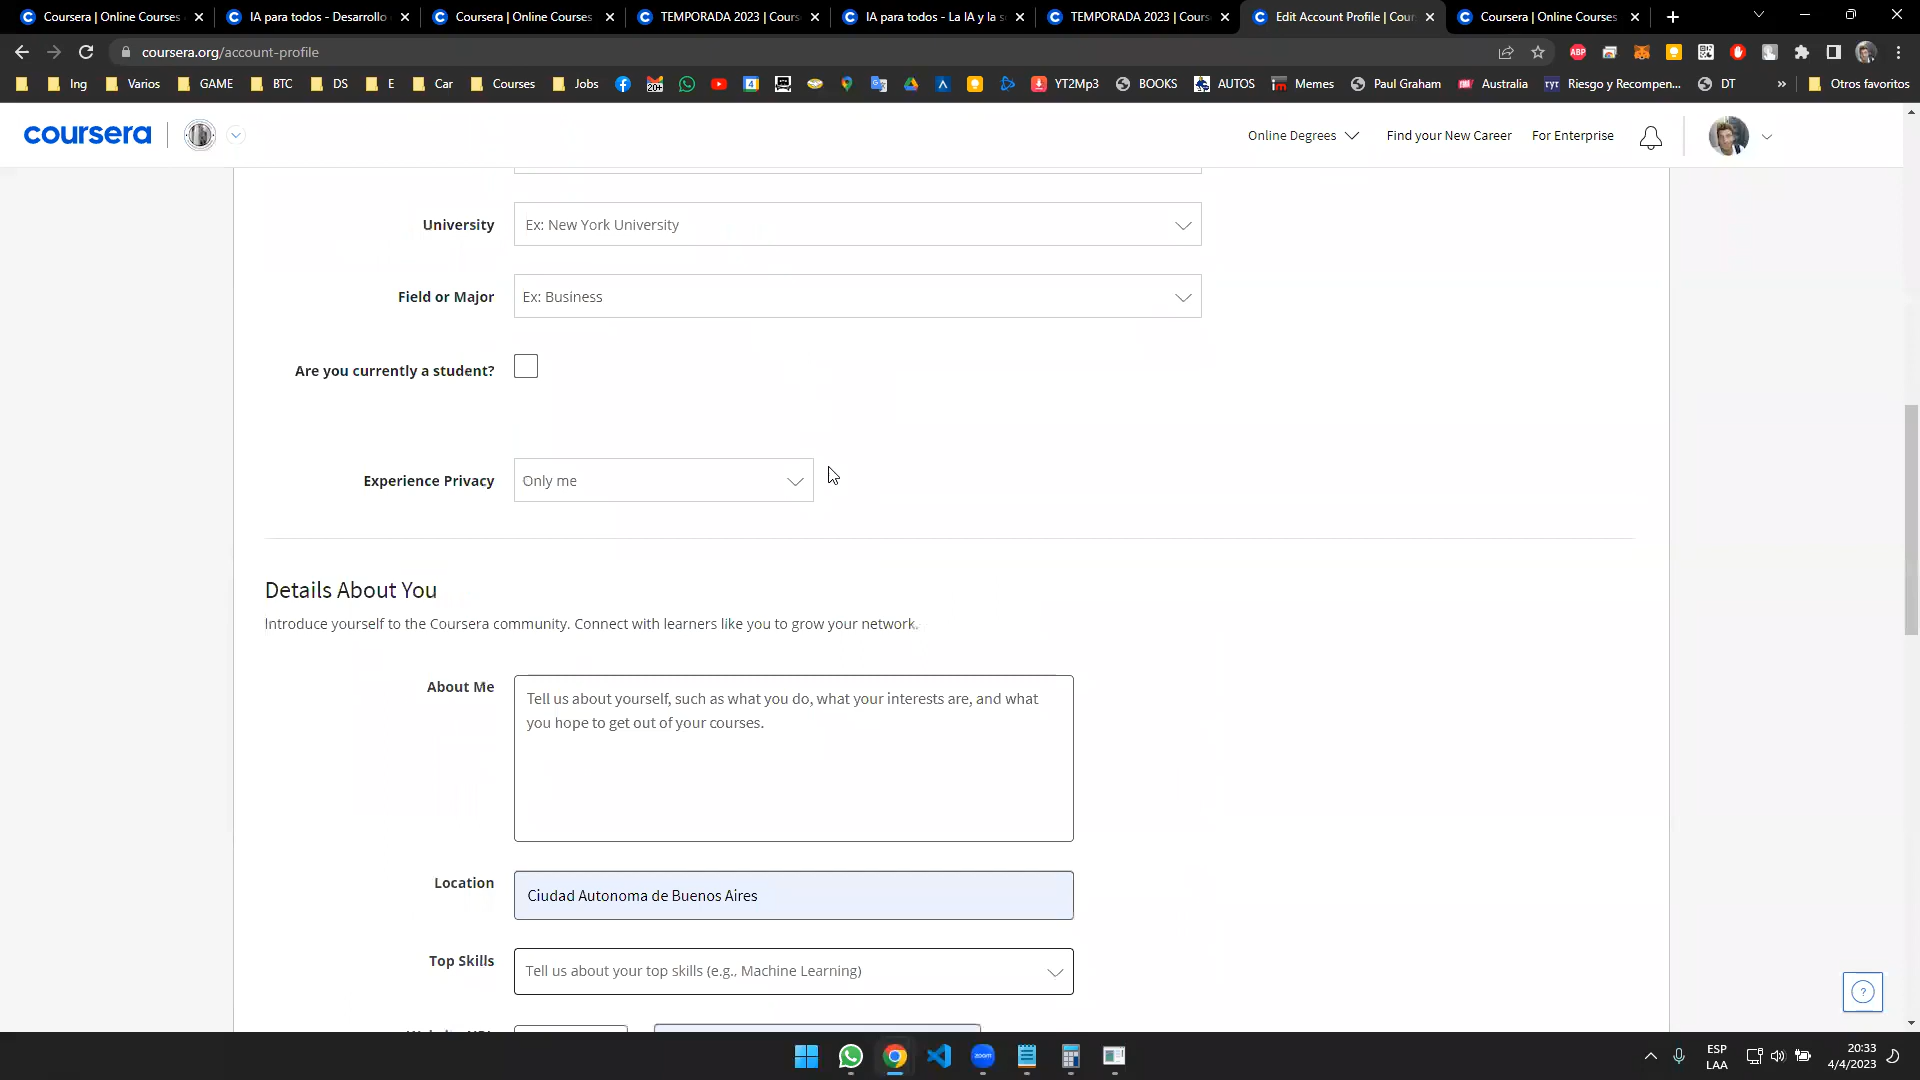 Coursera | Online Courses
IA para todos - Desarrollo
Coursera | Online Courses
TEMPORADA 2023 | Cours
IA para todos - La IA y la s
TEMPORADA 2023 | Cours
Edit Account Profile | Cour
Coursera | Online Courses
coursera.org/account-profile
ABP
Ing
Varios
GAME
BTC
DS
E
Car
Courses
Jobs
20+
4
YT2Mp3
BOOKS
AUTOS
Memes
Paul Graham
Australia
TYT
Riesgo y Recompen...
DT
»
Otros favoritos
coursera
Online Degrees
Find your New Career
For Enterprise
University
Ex: New York University
Field or Major
Ex: Business
Are you currently a student?
Experience Privacy
Only me
Details About You
Introduce yourself to the Coursera community. Connect with learners like you to grow your network.
About Me
Tell us about yourself, such as what you do, what your interests are, and what
you hope to get out of your courses.
Location
Ciudad Autonoma de Buenos Aires
Top Skills
Tell us about your top skills (e.g., Machine Learning)
?
zoom
ESP
LAA
20:33
4/4/2023